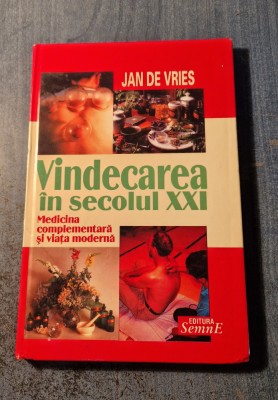 JAN DE VRIES
Vindecarea
în secolul XXI
Medicina
complementară
și viața modernă
EDITURA
SemnE